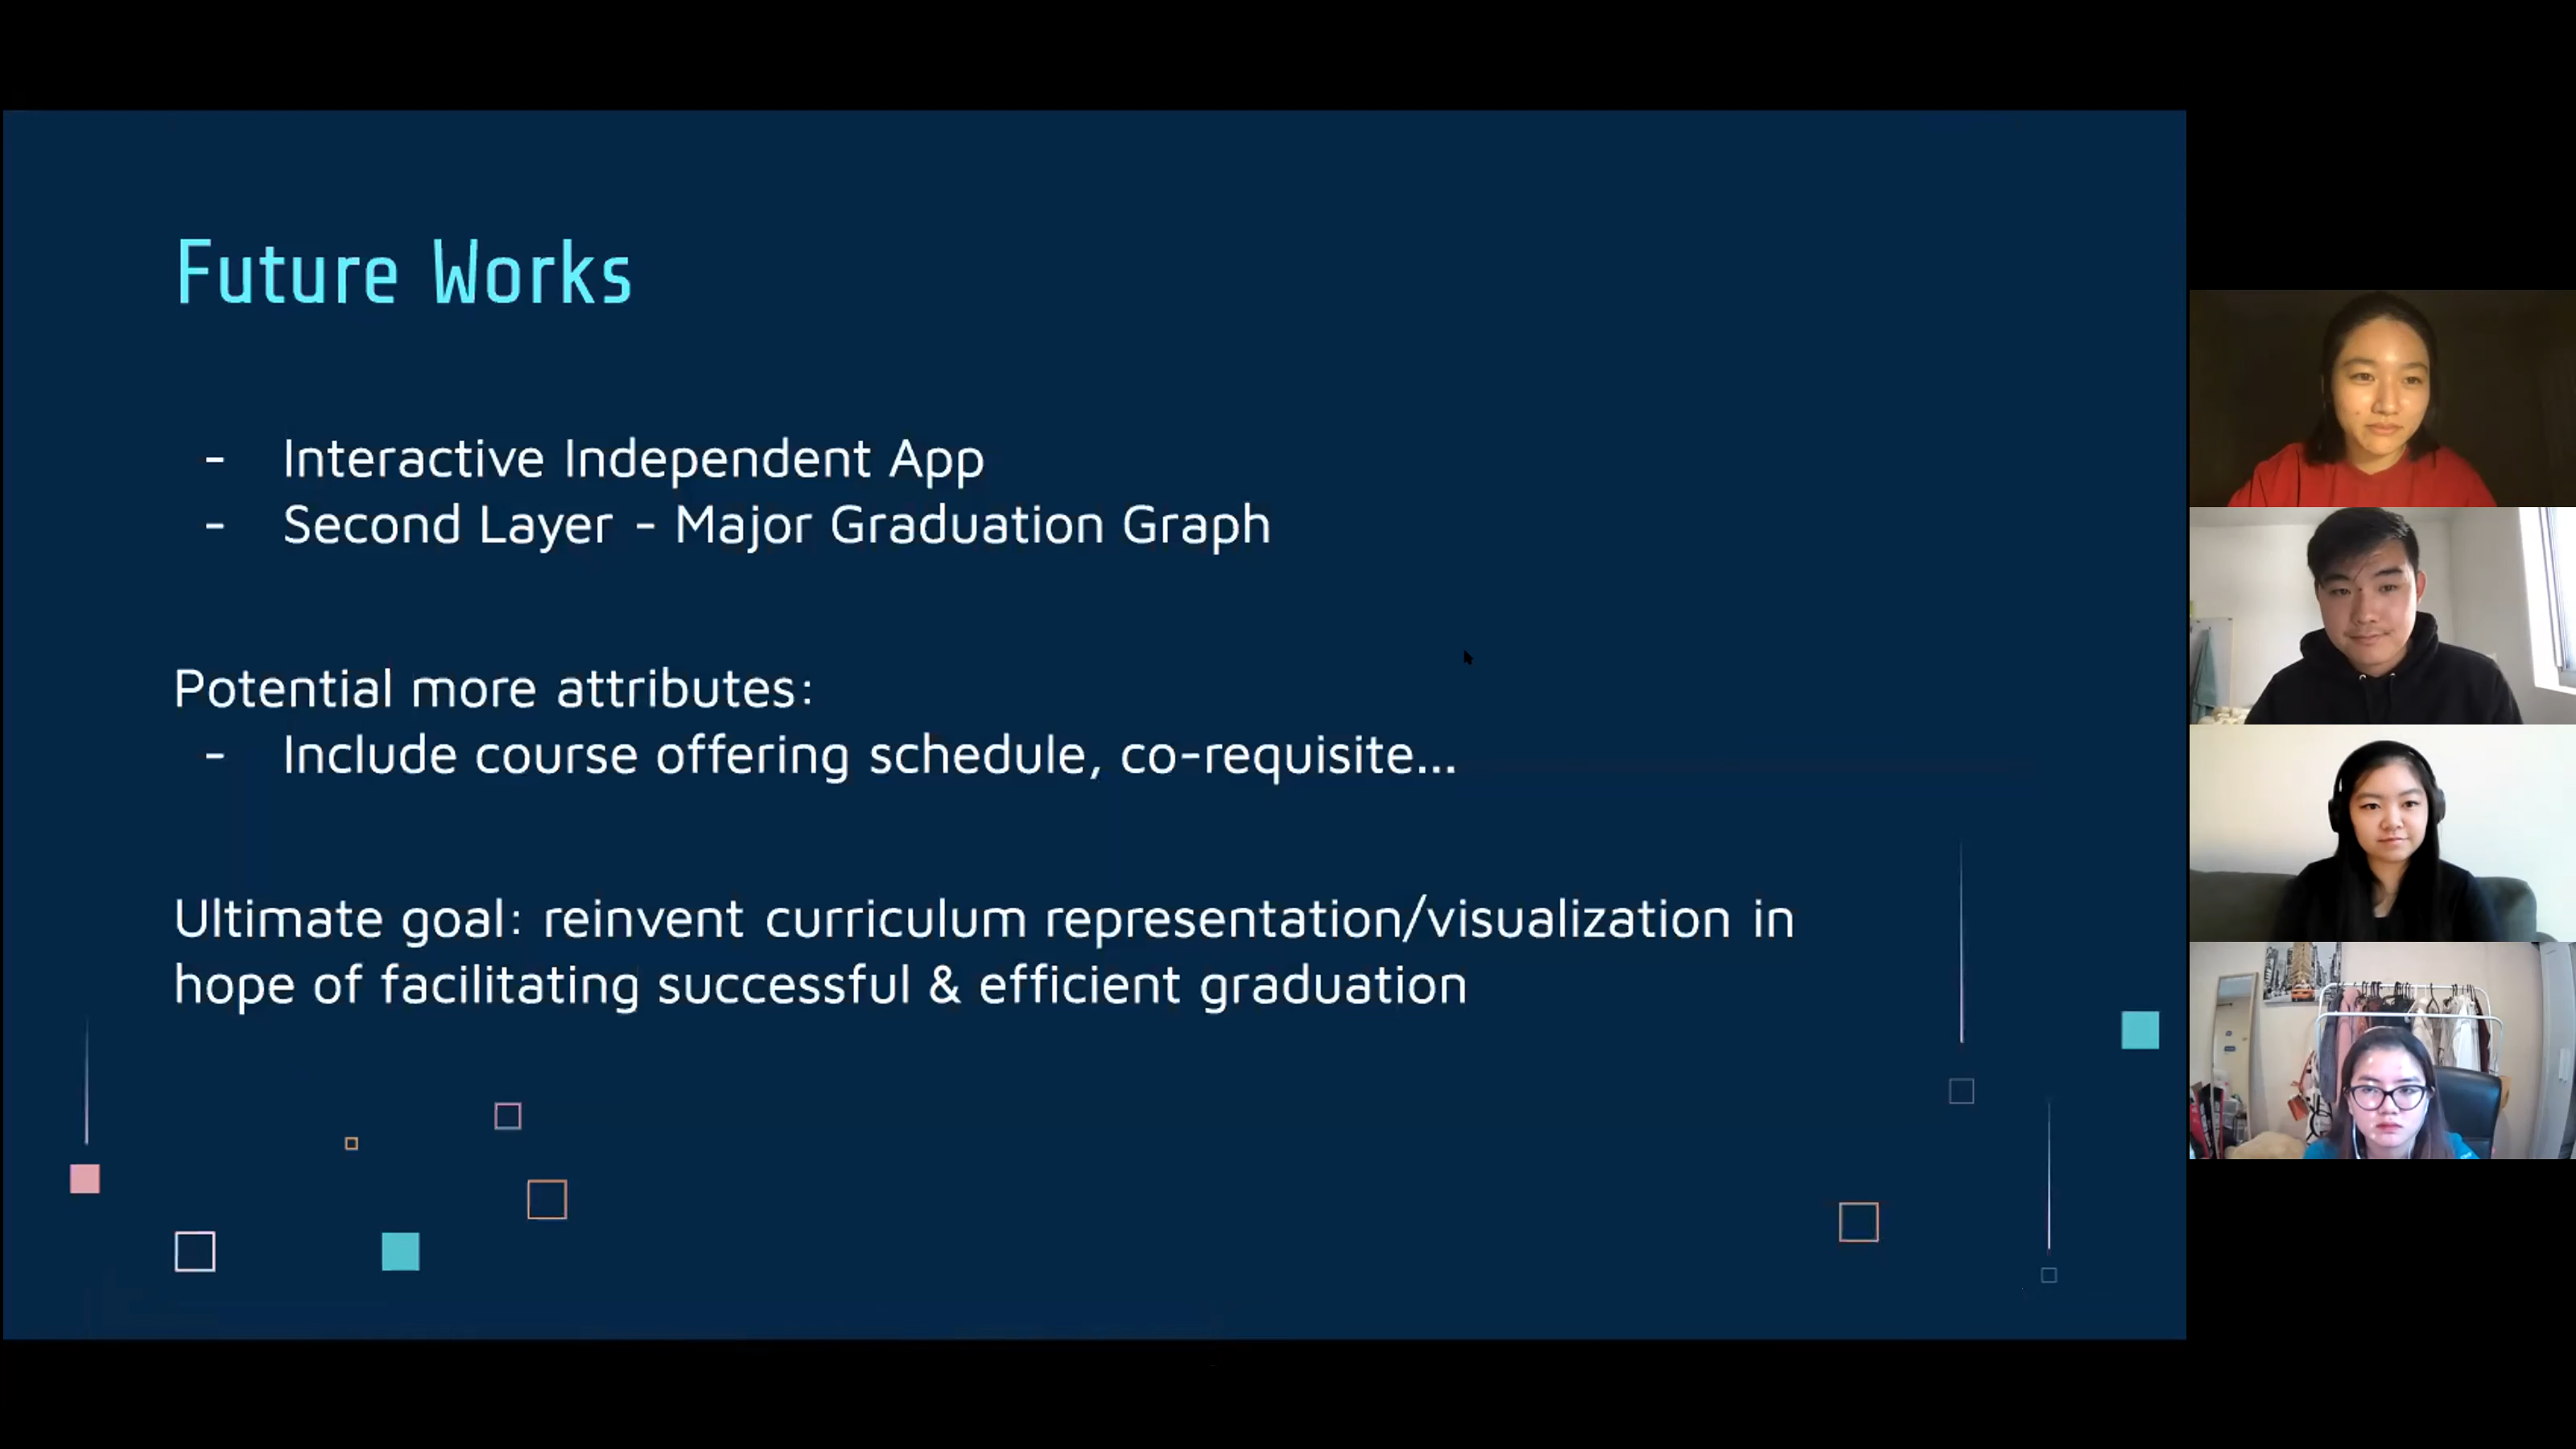 Future Works
- Interactive Independent App
- Second Layer - Major Graduation Graph
Potential more attributes:
- Include course offering schedule, co-requisite...
Ultimate goal: reinvent curriculum representation/visualization in
hope of facilitating successful & efficient graduation